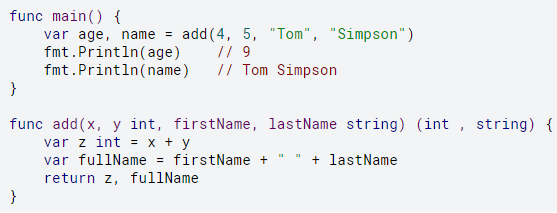 func main() {
    var age, name = add(4, 5, "Tom", "Simpson")
    fmt.Println(age)    // 9
    fmt.Println(name)   // Tom Simpson
}

func add(x, y int, firstName, lastName string) (int , string) {
    var z int = x + y
    var fullName = firstName + " " + lastName
    return z, fullName
}